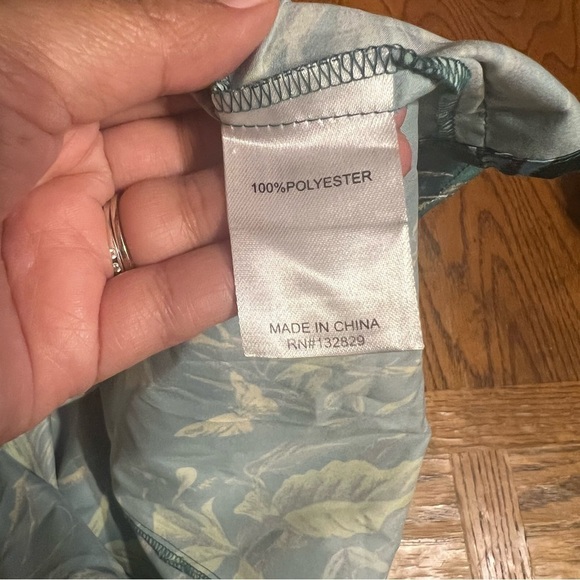 100%POLYESTER
MADE IN CHINA
RN#132829